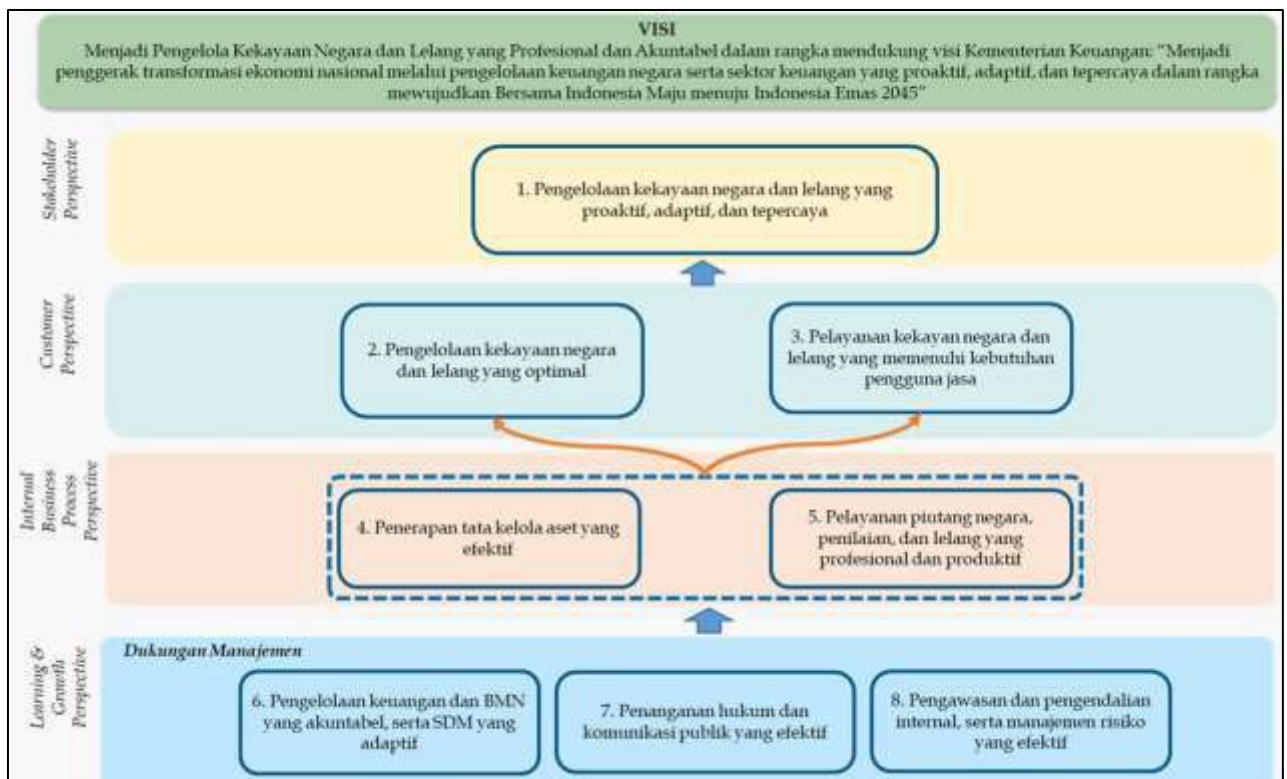 VISI
Menjadi Pengelola Kekayaan Negara dan Lelang yang Profesional dan Akuntabel dalam rangka mendukung visi Kementerian Keuangan: "Menjadi
penggerak transformasi ekonomi nasional melalui pengelolaan keuangan negara serta sektor keuangan yang proaktif, adaptif, dan tepercaya dalam rangka
mewujudkan Bersama Indonesia Maju menuju Indonesia Emas 2045"
Stakeholder
Perspective
1. Pengelolaan kekayaan negara dan lelang yang
proaktif, adaptif, dan tepercaya
Customer
Perspective
2. Pengelolaan kekayaan negara
dan lelang yang optimal
3. Pelayanan kekayan negara dan
lelang yang memenuhi kebutuhan
pengguna jasa
Internal
Business
Process
Perspective
4. Penerapan tata kelola aset yang
efektif
5. Pelayanan piutang negara,
penilaian, dan lelang yang
profesional dan produktif
Learning &
Growth
Perspective
Dukungan Manajemen
6. Pengelolaan keuangan dan BMN
yang akuntabel, serta SDM yang
adaptif
7. Penanganan hukum dan
komunikasi publik yang efektif
8. Pengawasan dan pengendalian
internal, serta manajemen risiko
yang efektif